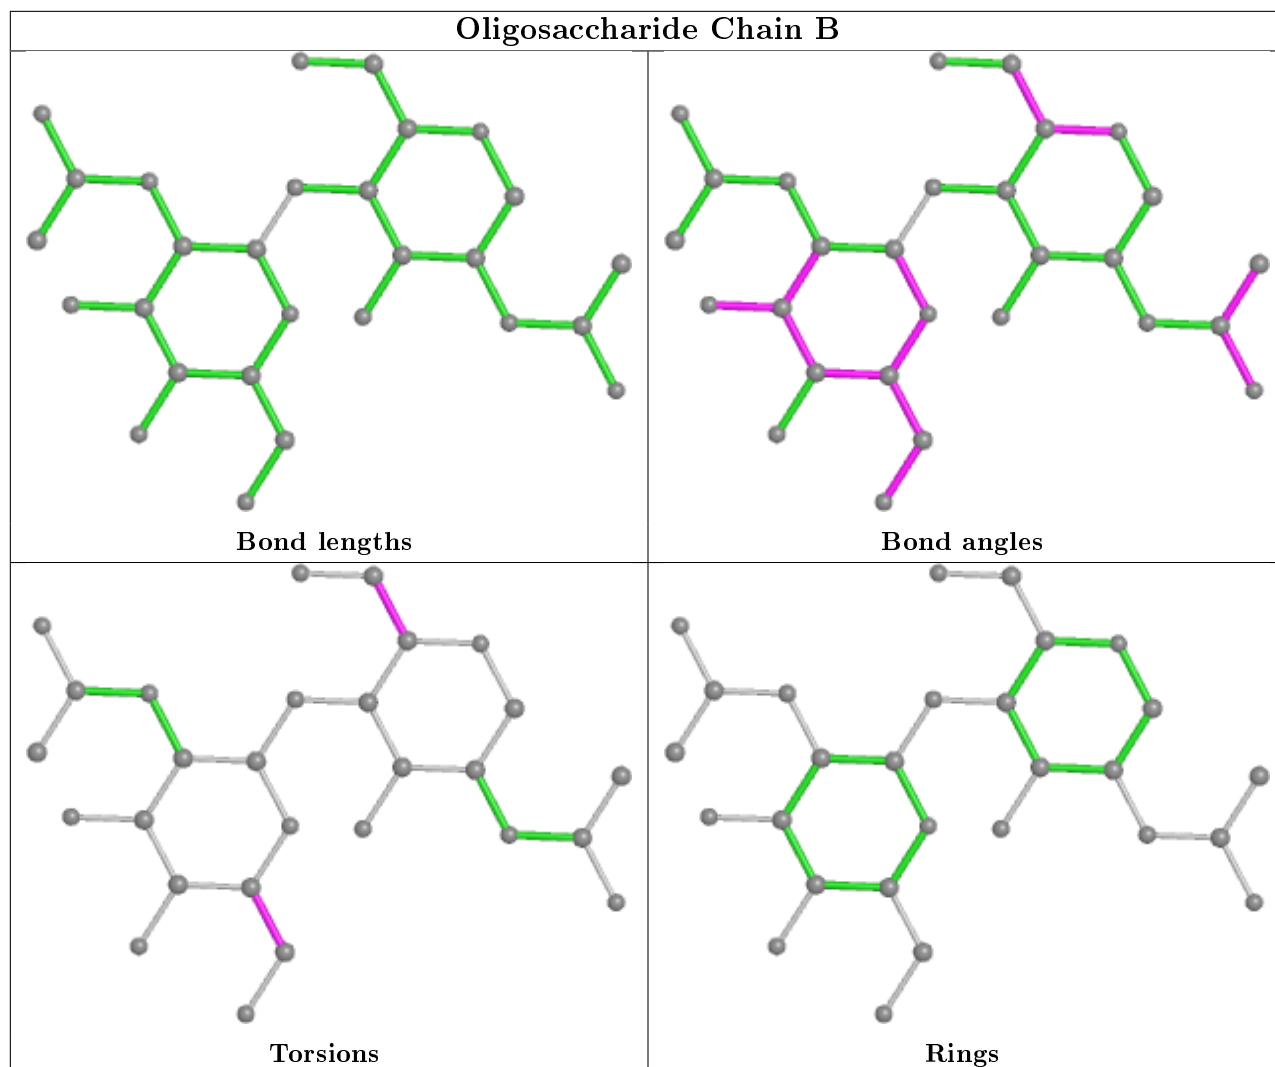 Oligosaccharide Chain B
Bond lengths
Bond angles
Torsions
Rings